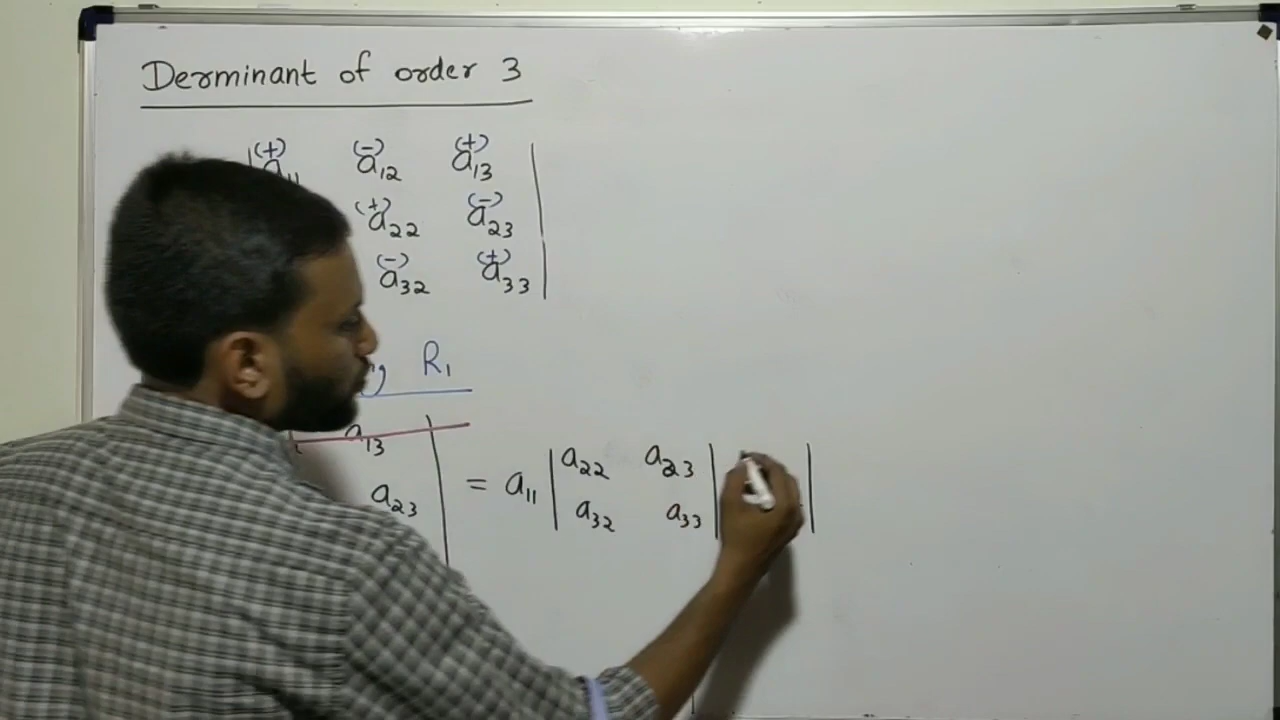 Derminant of order 3
(+) (-) (+)
a11 a12 a13
(+) (-)
a22 a23
(-) (+)
a32 a33
R1
a13
a23
= a11 | a22 a23 |
a32 a33